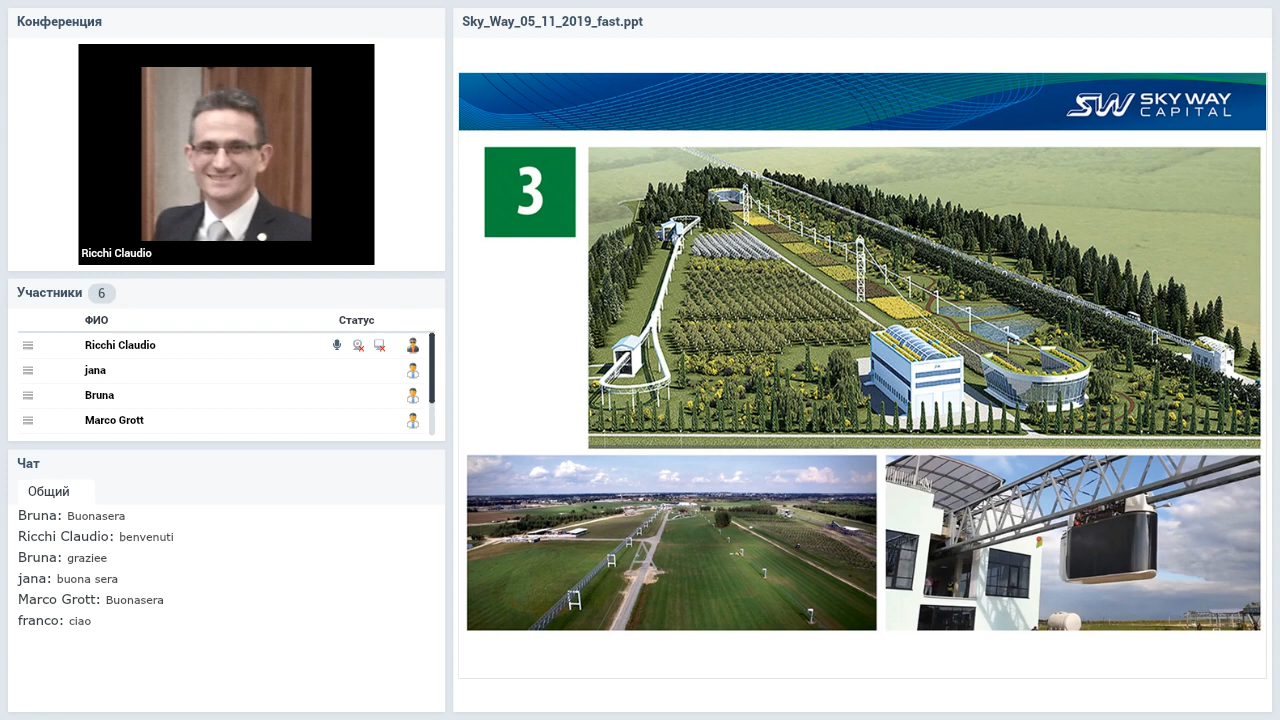 Конференция
Ricchi Claudio
Участники 6
ФИО Статус
Ricchi Claudio
jana
Bruna
Marco Grott
Чат
Общий
Bruna: Buonasera
Ricchi Claudio: benvenuti
Bruna: graziee
jana: buona sera
Marco Grott: Buonasera
franco: ciao
Sky_Way_05_11_2019_fast.ppt
SW SKY WAY
CAPITAL
3